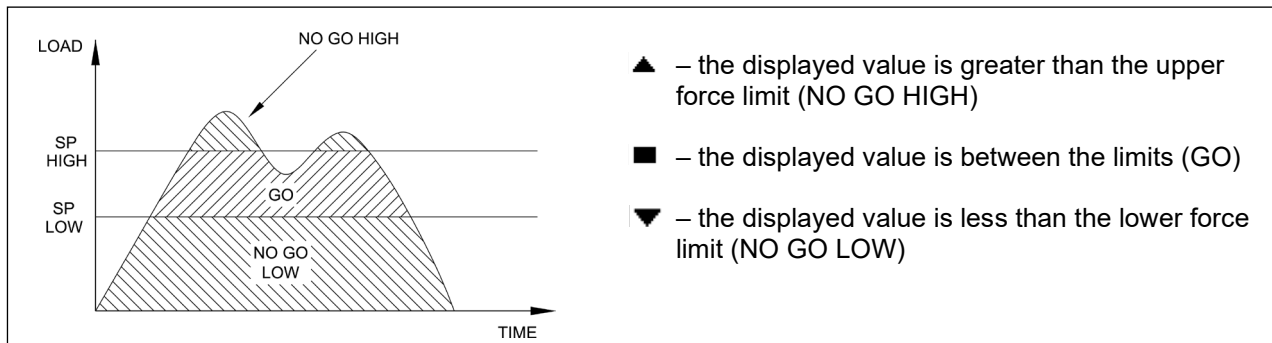 LOAD
NO GO HIGH
SP
HIGH
GO
SP
LOW
NO GO
LOW
TIME
▲ – the displayed value is greater than the upper
force limit (NO GO HIGH)
■ – the displayed value is between the limits (GO)
▼ – the displayed value is less than the lower force
limit (NO GO LOW)